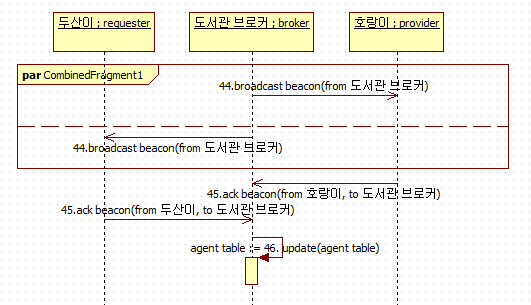 두산이 ; requester
도서관 브로커 ; broker
호랑이 ; provider
par CombinedFragment1
44.broadcast beacon(from 도서관 브로커)
44.broadcast beacon(from 도서관 브로커)
45.ack beacon(from 호랑이, to 도서관 브로커)
45.ack beacon(from 두산이, to 도서관 브로커)
agent table := 46. update(agent table)